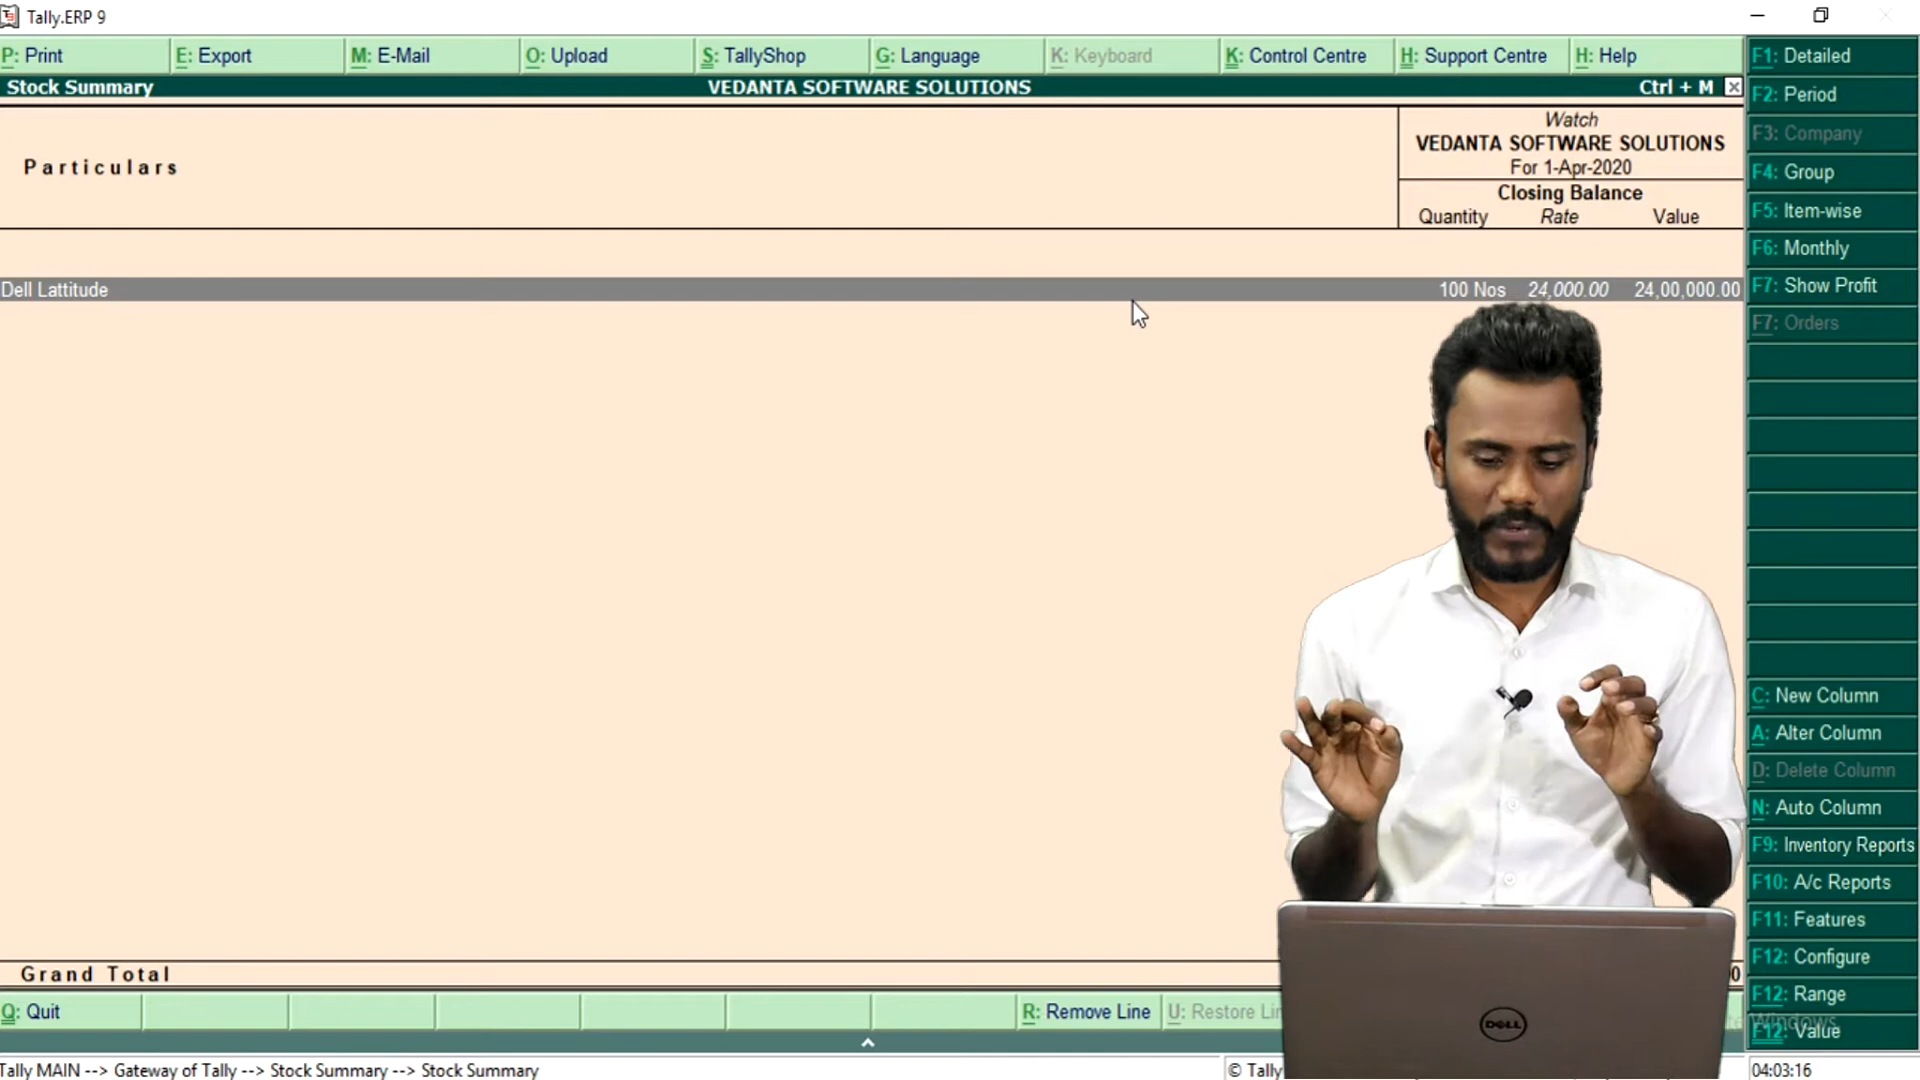 Tally.ERP 9
P: Print E: Export M: E-Mail O: Upload S: TallyShop G: Language K: Keyboard K: Control Centre H: Support Centre H: Help
Stock Summary VEDANTA SOFTWARE SOLUTIONS Ctrl + M
Particulars
Watch
VEDANTA SOFTWARE SOLUTIONS
For 1-Apr-2020
Closing Balance
Quantity Rate Value
Dell Lattitude 100 Nos 24,000.00 24,00,000.00
Grand Total
Q: Quit R: Remove Line U: Restore
Tally MAIN --> Gateway of Tally --> Stock Summary --> Stock Summary © Tally 04:03:16
F1: Detailed
F2: Period
F3: Company
F4: Group
F5: Item-wise
F6: Monthly
F7: Show Profit
F7: Orders
C: New Column
A: Alter Column
D: Delete Column
N: Auto Column
F9: Inventory Reports
F10: A/c Reports
F11: Features
F12: Configure
F12: Range
F12: Value
Windows
DELL